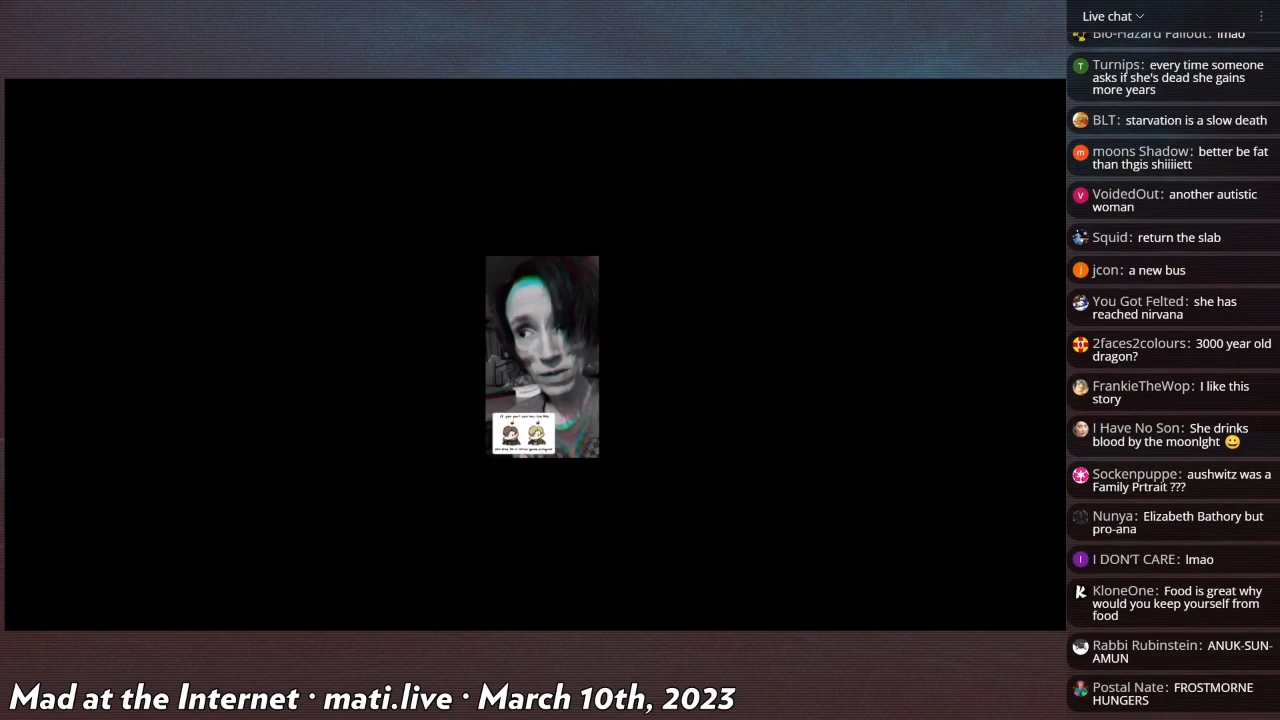 Live chat
Bio-Hazard Fallout: lmao
Turnips: every time someone
asks if she's dead she gains
more years
BLT: starvation is a slow death
moons Shadow: better be fat
than thgis shiiiiett
VoidedOut: another autistic
woman
Squid: return the slab
jcon: a new bus
You Got Felted: she has
reached nirvana
2faces2colours: 3000 year old
dragon?
FrankieTheWop: I like this
story
I Have No Son: She drinks
blood by the moonlght 😀
Sockenpuppe: aushwitz was a
Family Prtrait ???
Nunya: Elizabeth Bathory but
pro-ana
I DON'T CARE: lmao
KloneOne: Food is great why
would you keep yourself from
food
Rabbi Rubinstein: ANUK-SUN-
AMUN
Postal Nate: FROSTMORNE
HUNGERS
Mad at the Internet · mati.live · March 10th, 2023